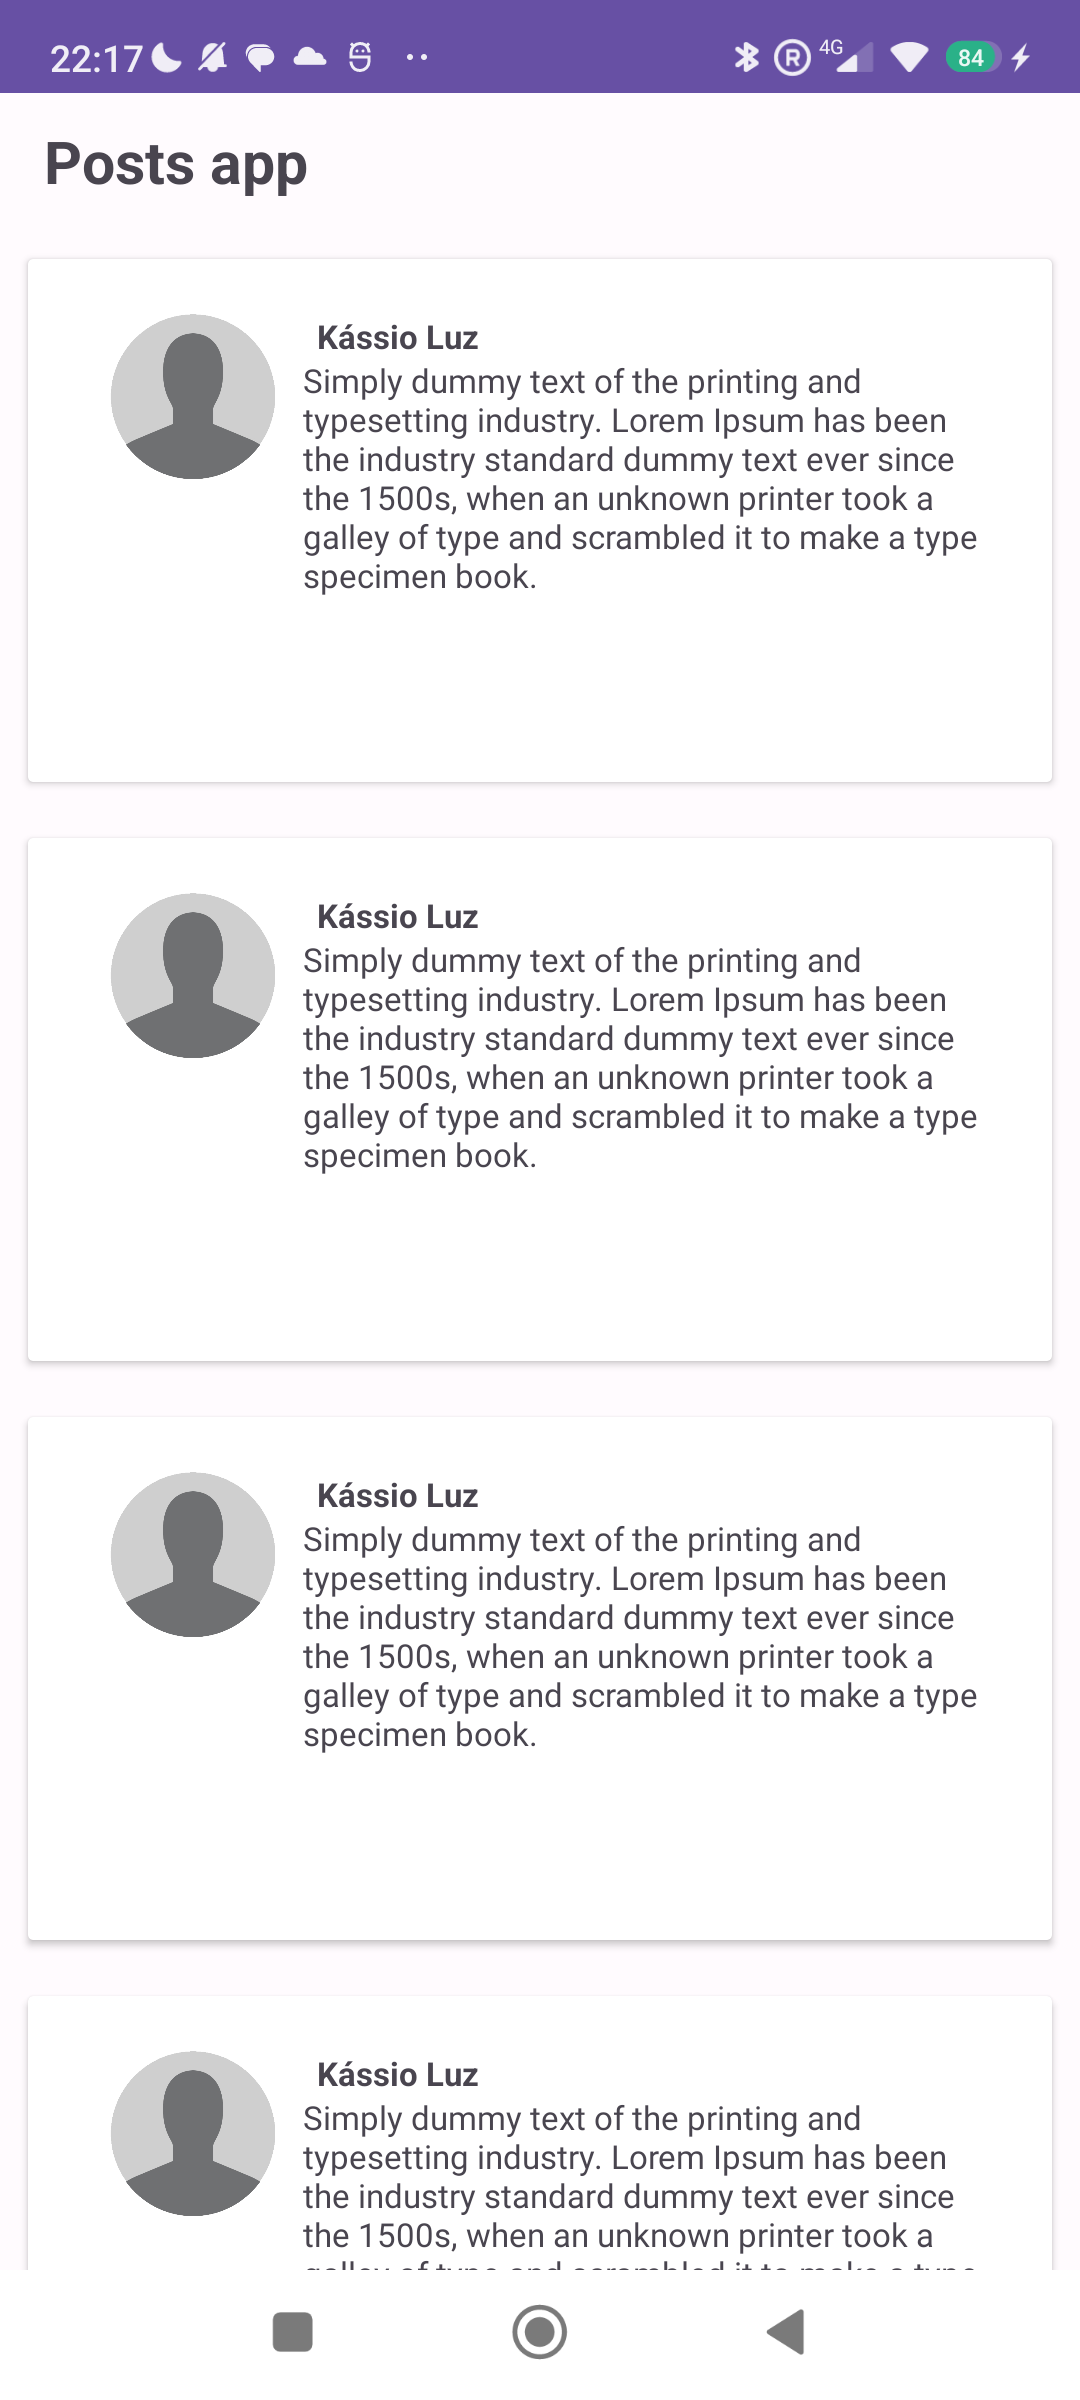 22:17
4G
84
Posts app
Kássio Luz
Simply dummy text of the printing and
typesetting industry. Lorem Ipsum has been
the industry standard dummy text ever since
the 1500s, when an unknown printer took a
galley of type and scrambled it to make a type
specimen book.
Kássio Luz
Simply dummy text of the printing and
typesetting industry. Lorem Ipsum has been
the industry standard dummy text ever since
the 1500s, when an unknown printer took a
galley of type and scrambled it to make a type
specimen book.
Kássio Luz
Simply dummy text of the printing and
typesetting industry. Lorem Ipsum has been
the industry standard dummy text ever since
the 1500s, when an unknown printer took a
galley of type and scrambled it to make a type
specimen book.
Kássio Luz
Simply dummy text of the printing and
typesetting industry. Lorem Ipsum has been
the industry standard dummy text ever since
the 1500s, when an unknown printer took a